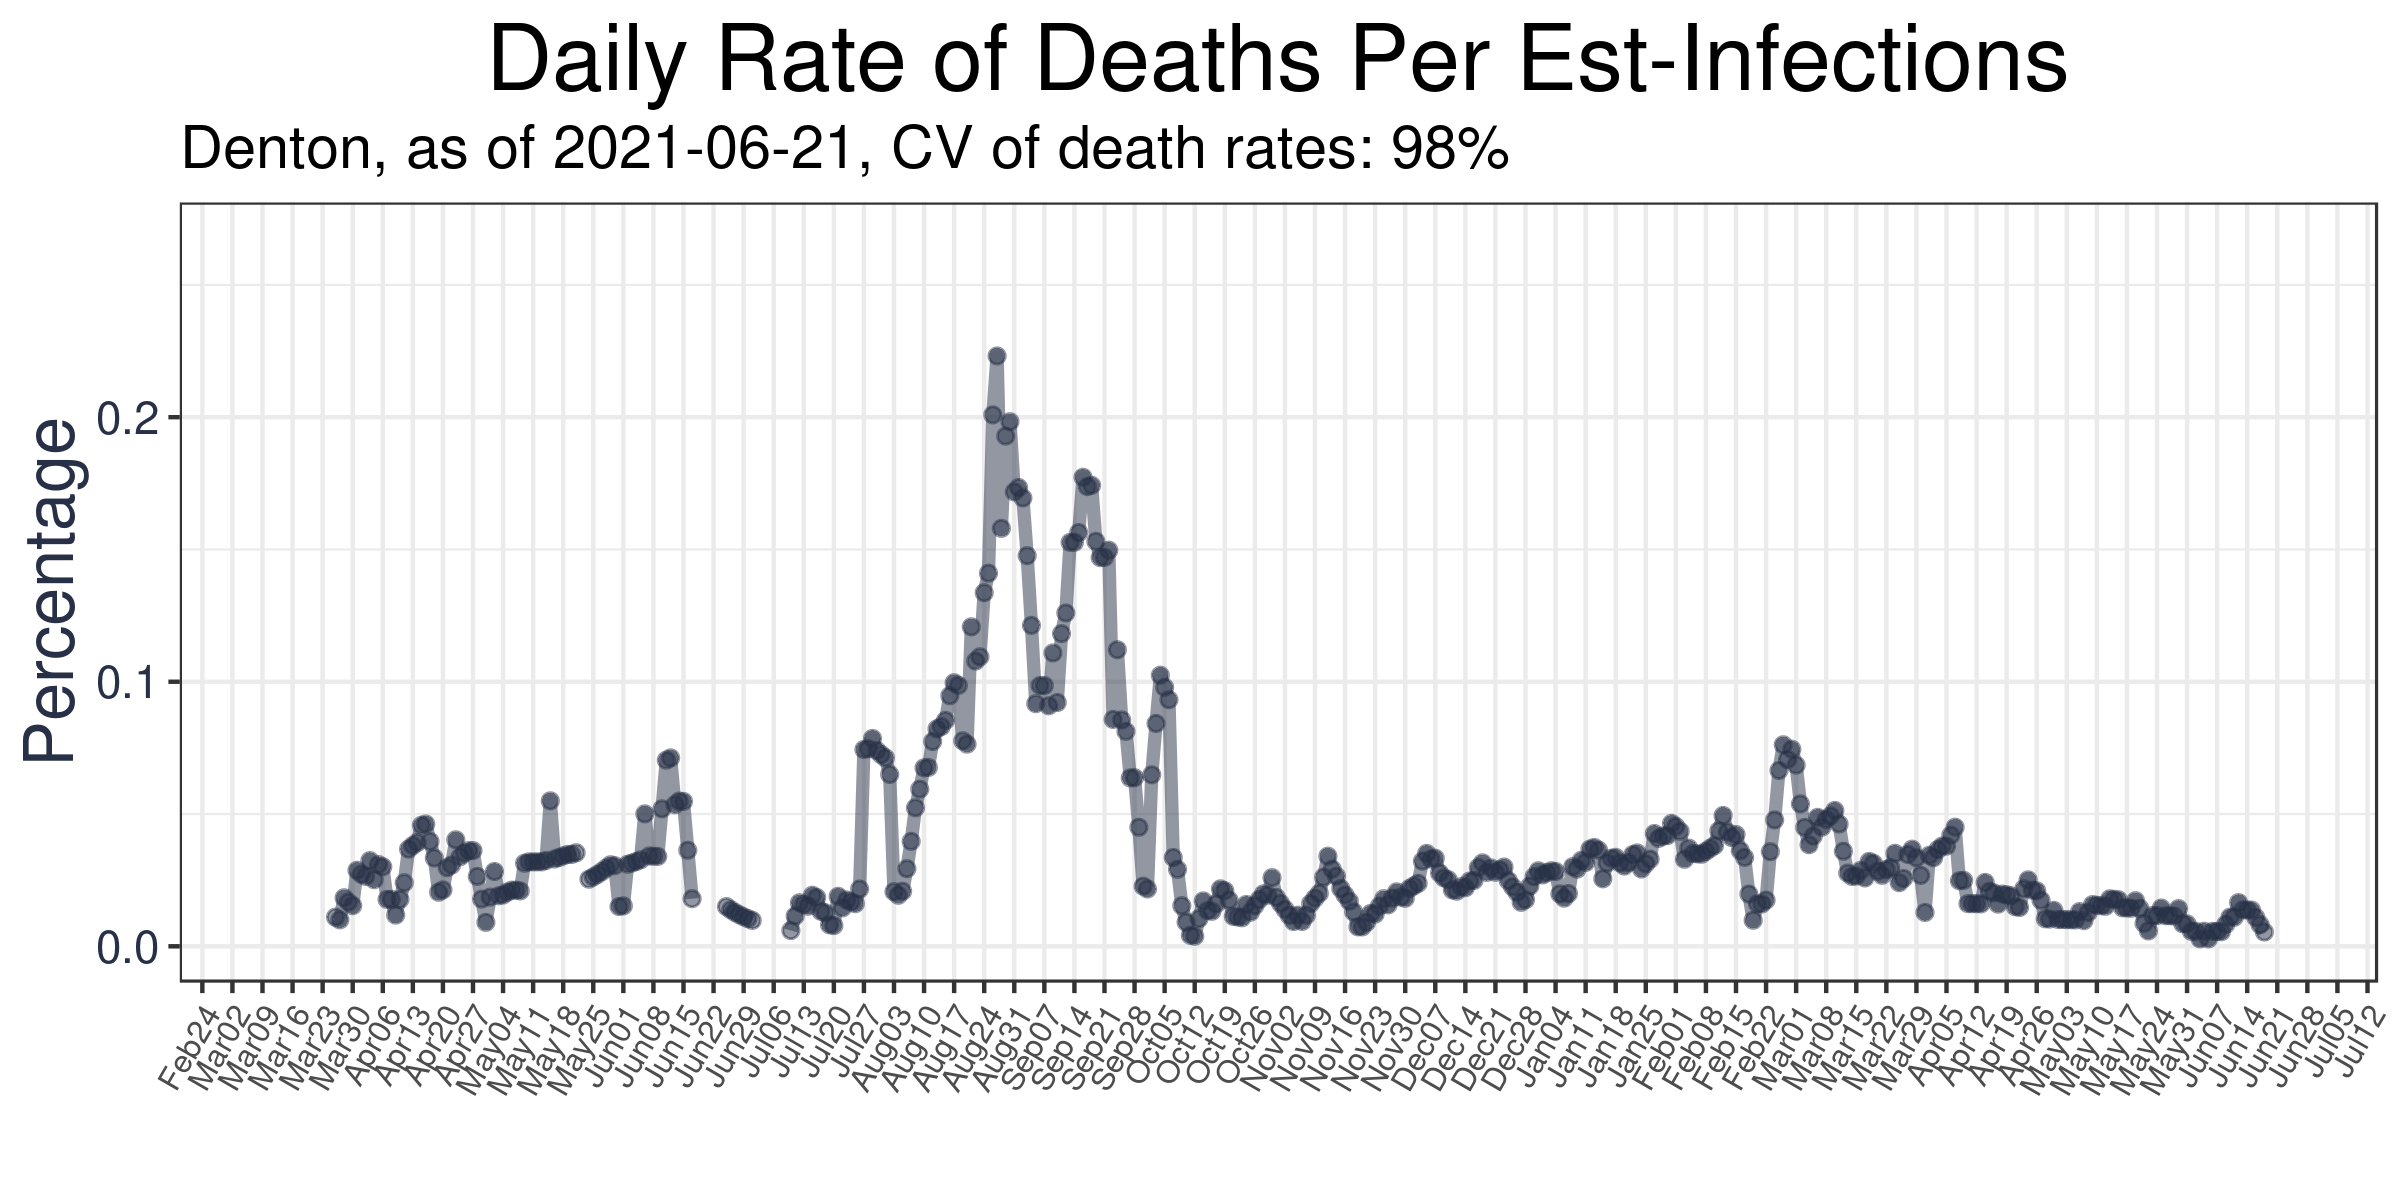 Daily Rate of Deaths Per Est-Infections
Denton, as of 2021-06-21, CV of death rates: 98%
Percentage
0.2
0.1
0.0
Feb24
Mar02
Mar09
Mar16
Mar23
Mar30
Apr06
Apr13
Apr20
Apr27
May04
May11
May18
May25
Jun01
Jun08
Jun15
Jun22
Jun29
Jul06
Jul13
Jul20
Jul27
Aug03
Aug10
Aug17
Aug24
Aug31
Sep07
Sep14
Sep21
Sep28
Oct05
Oct12
Oct19
Oct26
Nov02
Nov09
Nov16
Nov23
Nov30
Dec07
Dec14
Dec21
Dec28
Jan04
Jan11
Jan18
Jan25
Feb01
Feb08
Feb15
Feb22
Mar01
Mar08
Mar15
Mar22
Mar29
Apr05
Apr12
Apr19
Apr26
May03
May10
May17
May24
May31
Jun07
Jun14
Jun21
Jun28
Jul05
Jul12